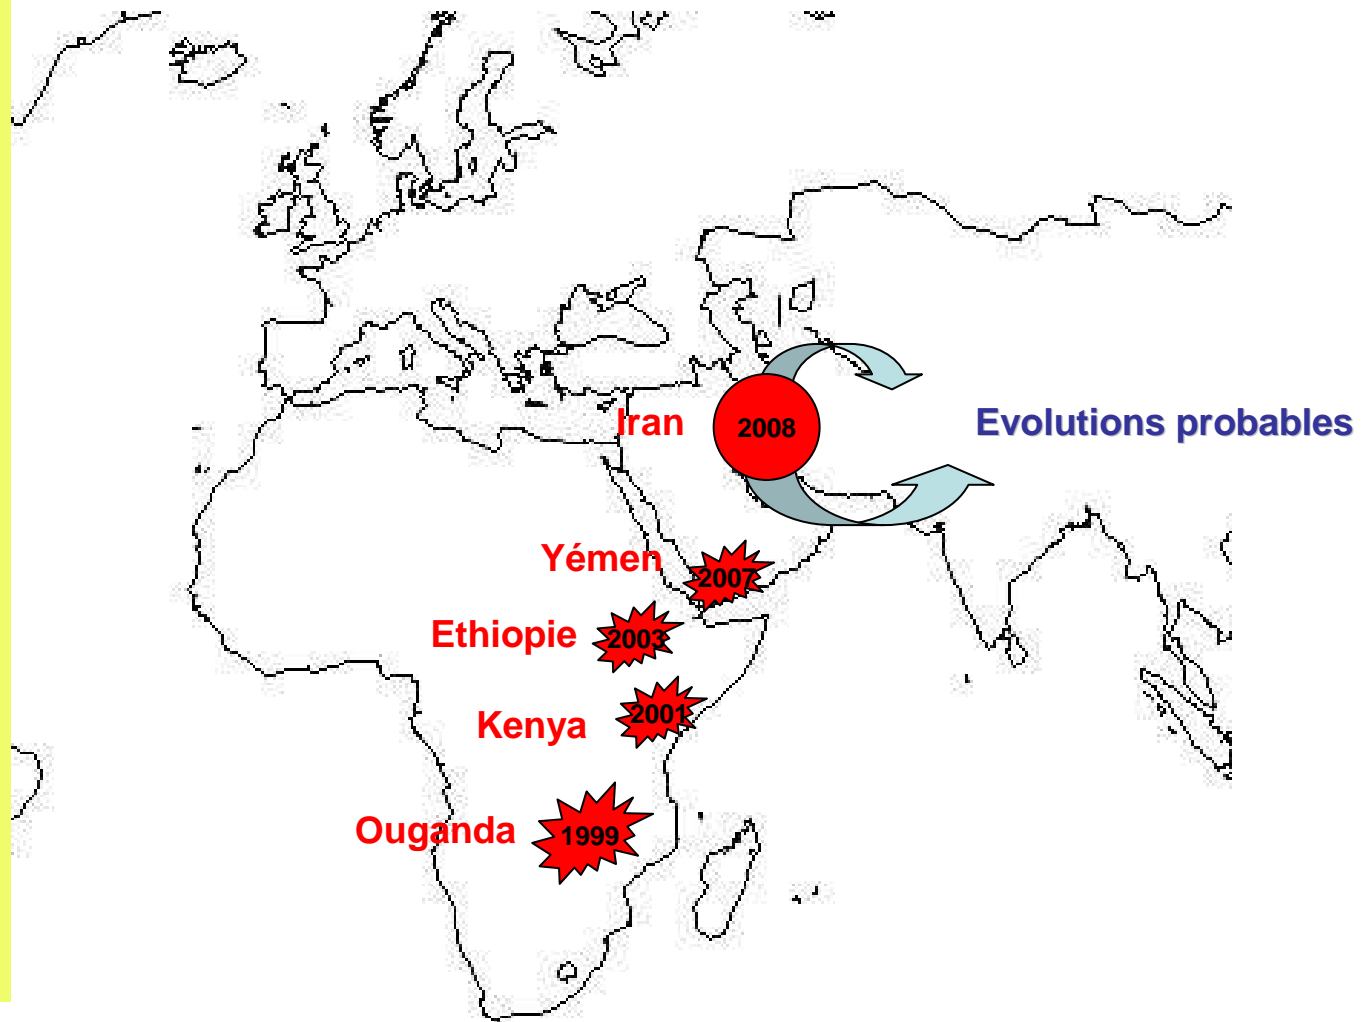 Iran 2008 Evolutions probables
Yémen 2007
Ethiopie 2003
Kenya 2001
Ouganda 1999